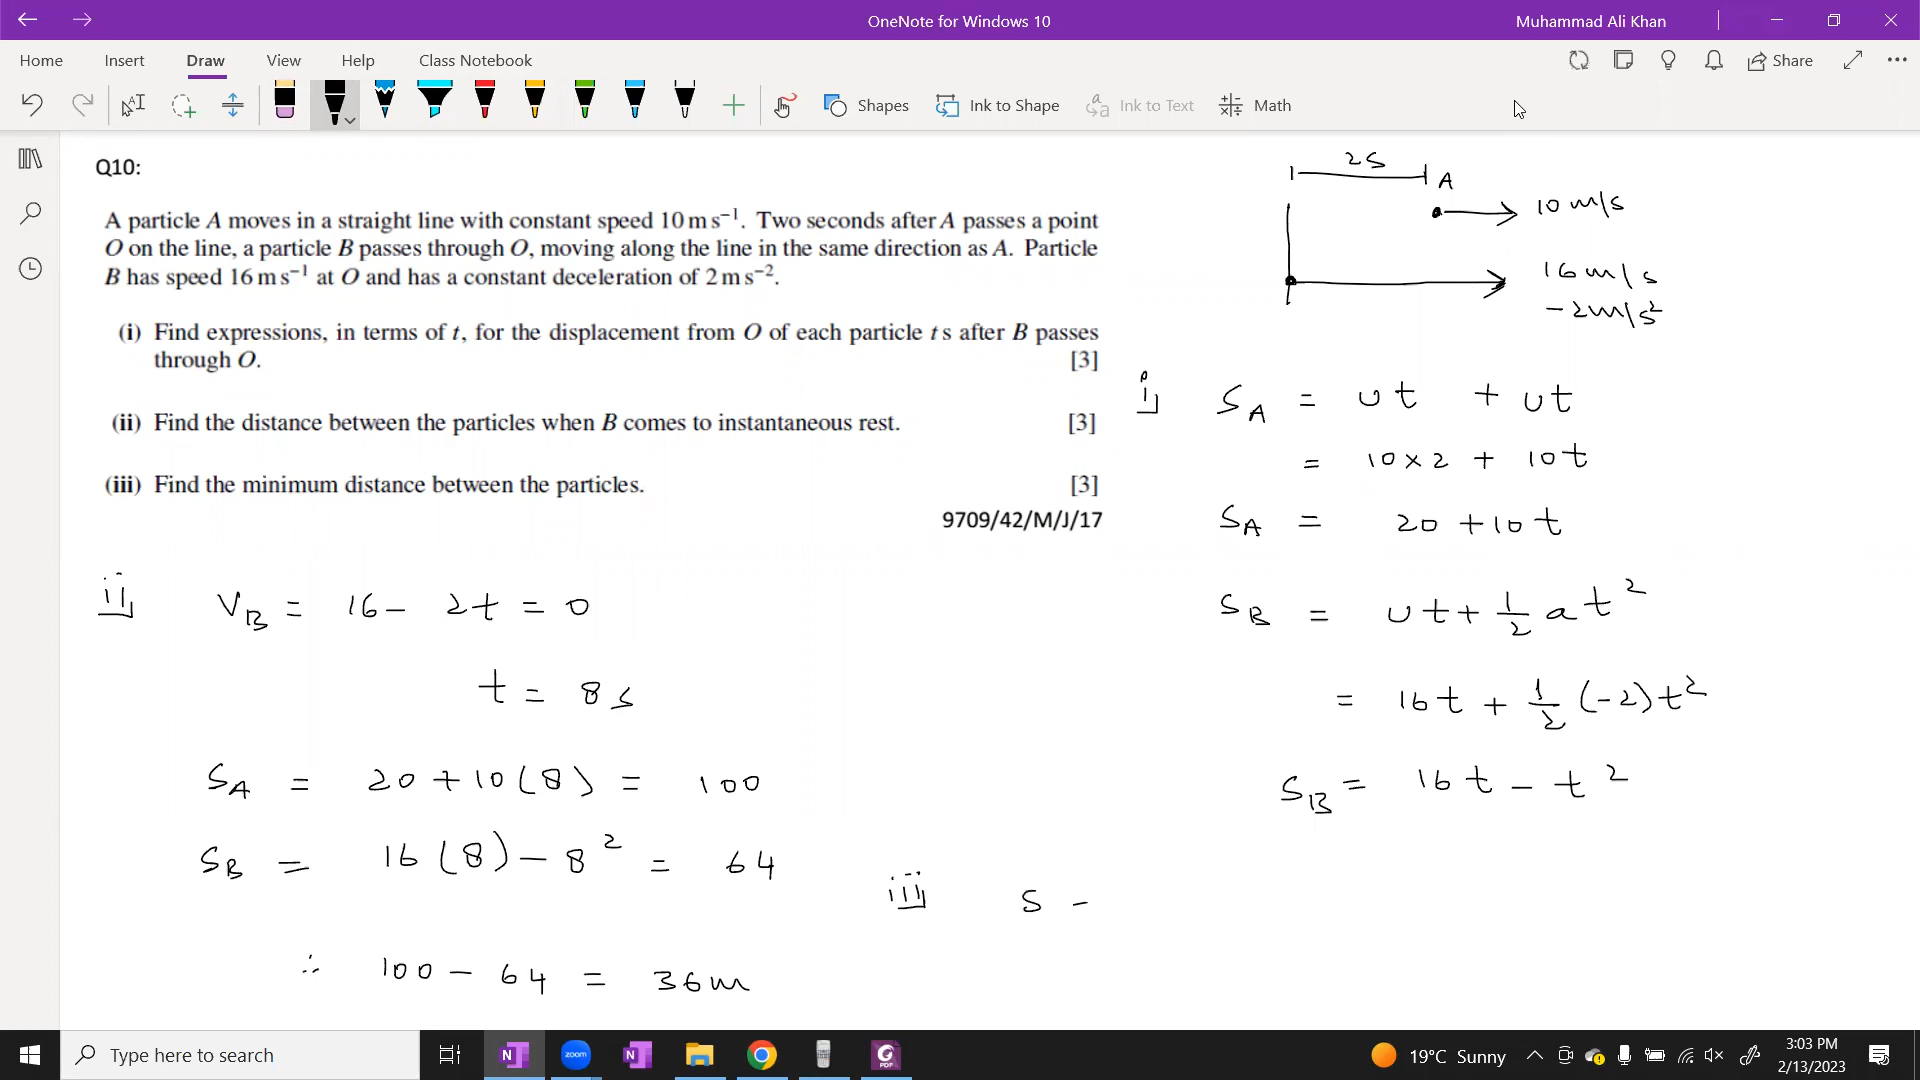 OneNote for Windows 10
Muhammad Ali Khan
Home Insert Draw View Help Class Notebook
Share
Shapes Ink to Shape Ink to Text Math
Q10:
A particle A moves in a straight line with constant speed 10 m s⁻¹. Two seconds after A passes a point
O on the line, a particle B passes through O, moving along the line in the same direction as A. Particle
B has speed 16 m s⁻¹ at O and has a constant deceleration of 2 m s⁻².
(i) Find expressions, in terms of t, for the displacement from O of each particle t s after B passes
through O. [3]
(ii) Find the distance between the particles when B comes to instantaneous rest. [3]
(iii) Find the minimum distance between the particles. [3]
9709/42/M/J/17
2s
A
10 m/s
16 m/s
-2m/s²
i
S_A = ut + ut
= 10×2 + 10t
S_A = 20 + 10t
S_B = ut + 1/2 at²
= 16t + 1/2 (-2)t²
S_B = 16t - t²
ii
V_B = 16 - 2t = 0
t = 8s
S_A = 20 + 10(8) = 100
S_B = 16(8) - 8² = 64
∴ 100 - 64 = 36m
iii S -
Type here to search
zoom
PDF
19°C Sunny
3:03 PM
2/13/2023